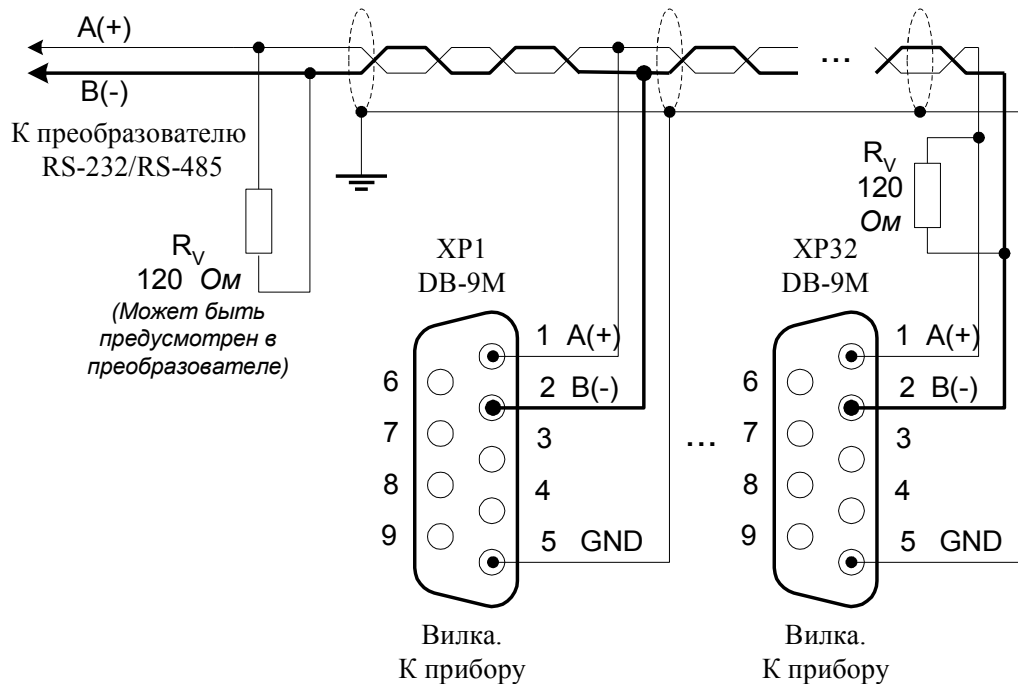 A(+)
B(-)
К преобразователю
RS-232/RS-485
RV
120 Ом
(Может быть
предусмотрен в
преобразователе)
...
RV
120
Ом
XP1
DB-9M
1 A(+)
2 B(-)
3
4
5 GND
6
7
8
9
Вилка.
К прибору
...
XP32
DB-9M
1 A(+)
2 B(-)
3
4
5 GND
6
7
8
9
Вилка.
К прибору